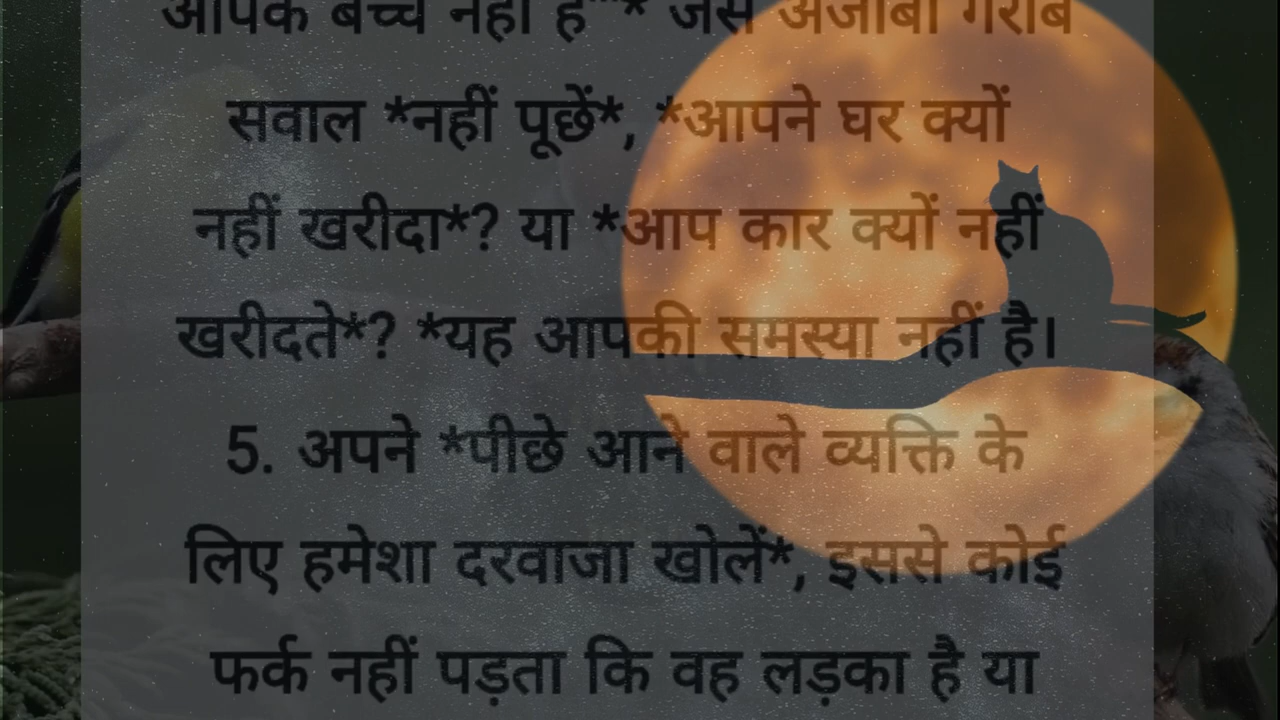 आपके बच्चे नहीं है*** जैसे अजीबो गरीब
सवाल *नहीं पूछें*, *आपने घर क्यों
नहीं खरीदा*? या *आप कार क्यों नहीं
खरीदते*? *यह आपकी समस्या नहीं है।
5. अपने *पीछे आने वाले व्यक्ति के
लिए हमेशा दरवाजा खोलें*, इससे कोई
फर्क नहीं पड़ता कि वह लड़का है या